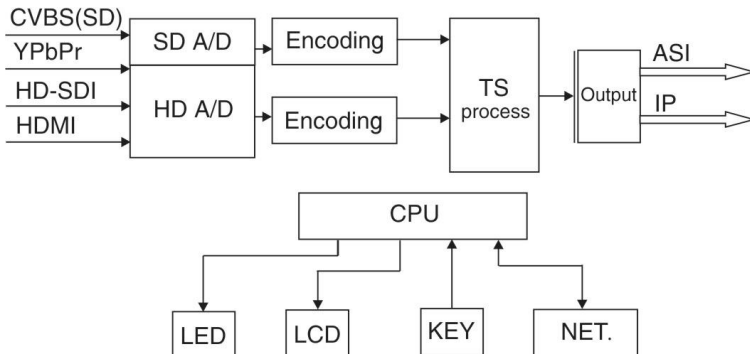 CVBS(SD)
YPbPr
HD-SDI
HDMI
SD A/D
HD A/D
Encoding
Encoding
TS
process
Output
ASI
IP
CPU
LED
LCD
KEY
NET.